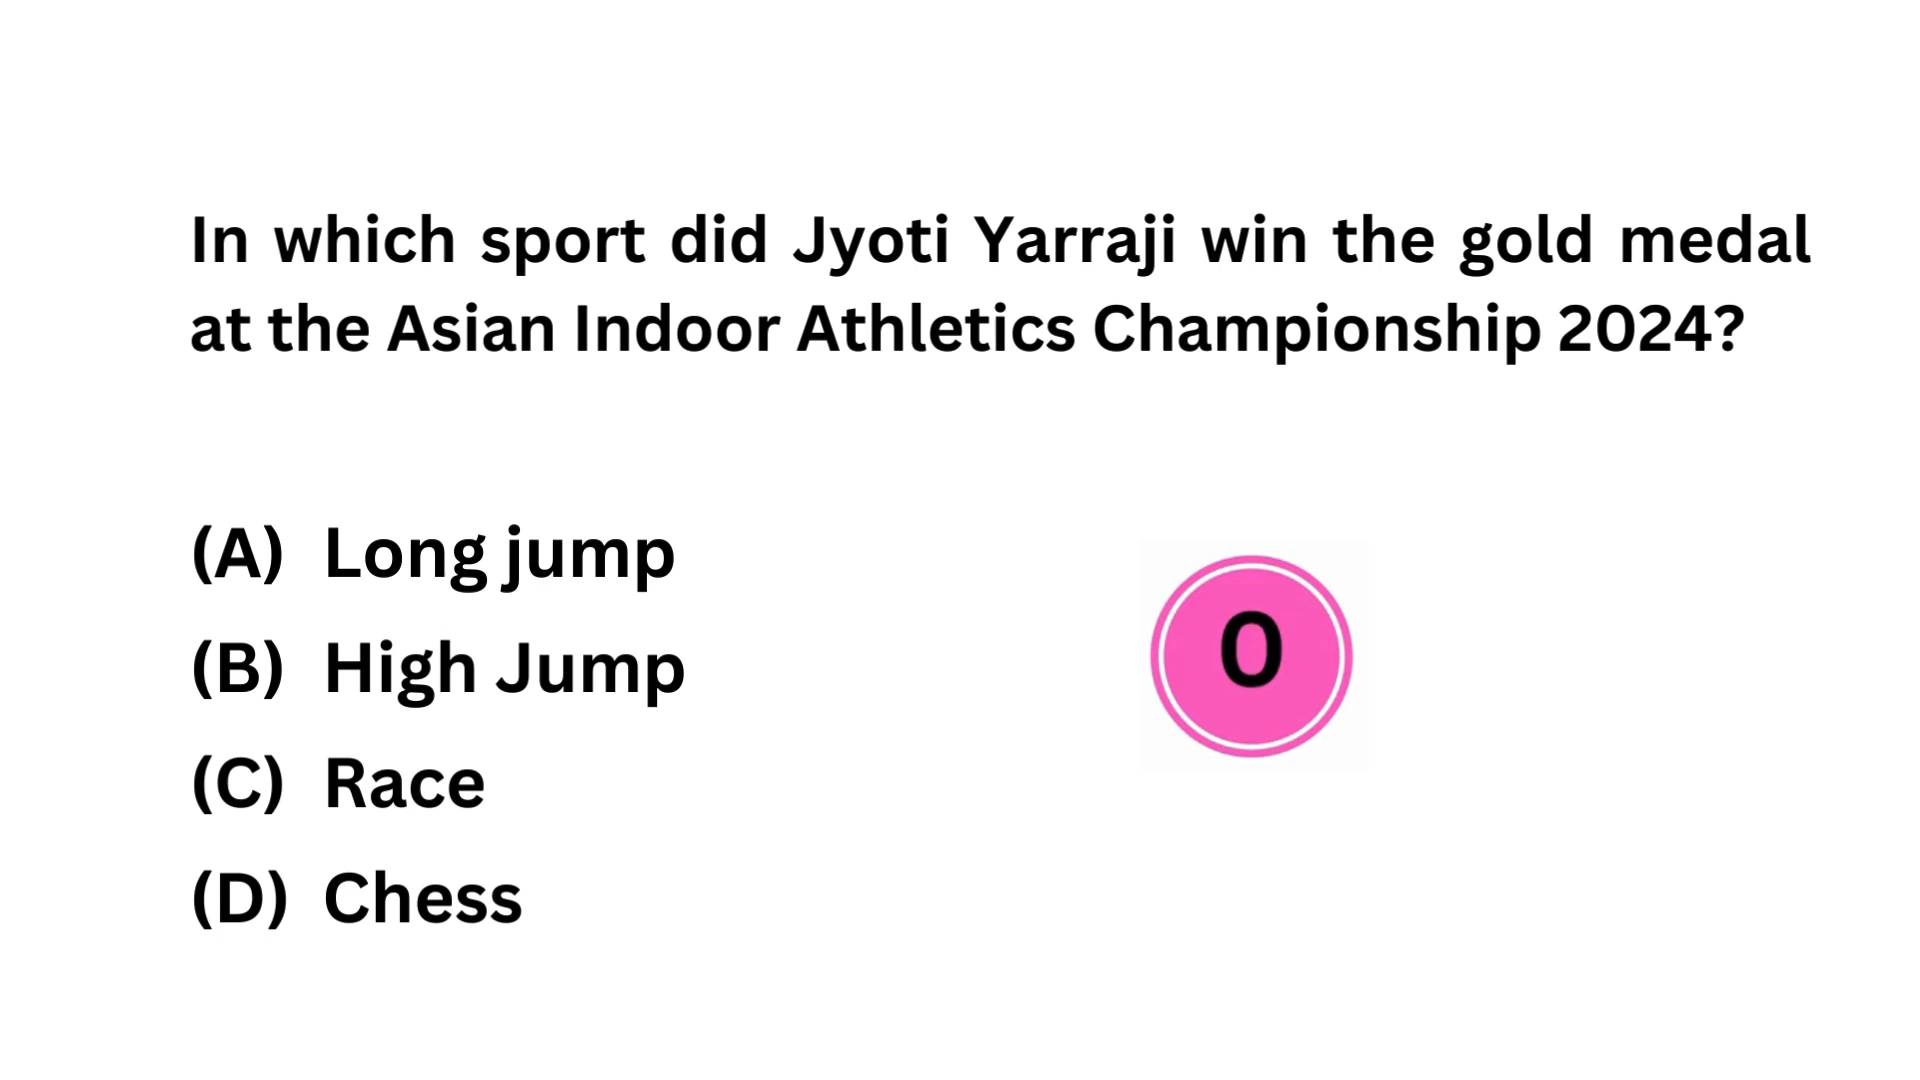 In which sport did Jyoti Yarraji win the gold medal
at the Asian Indoor Athletics Championship 2024?
(A) Long jump
(B) High Jump
0
(C) Race
(D) Chess